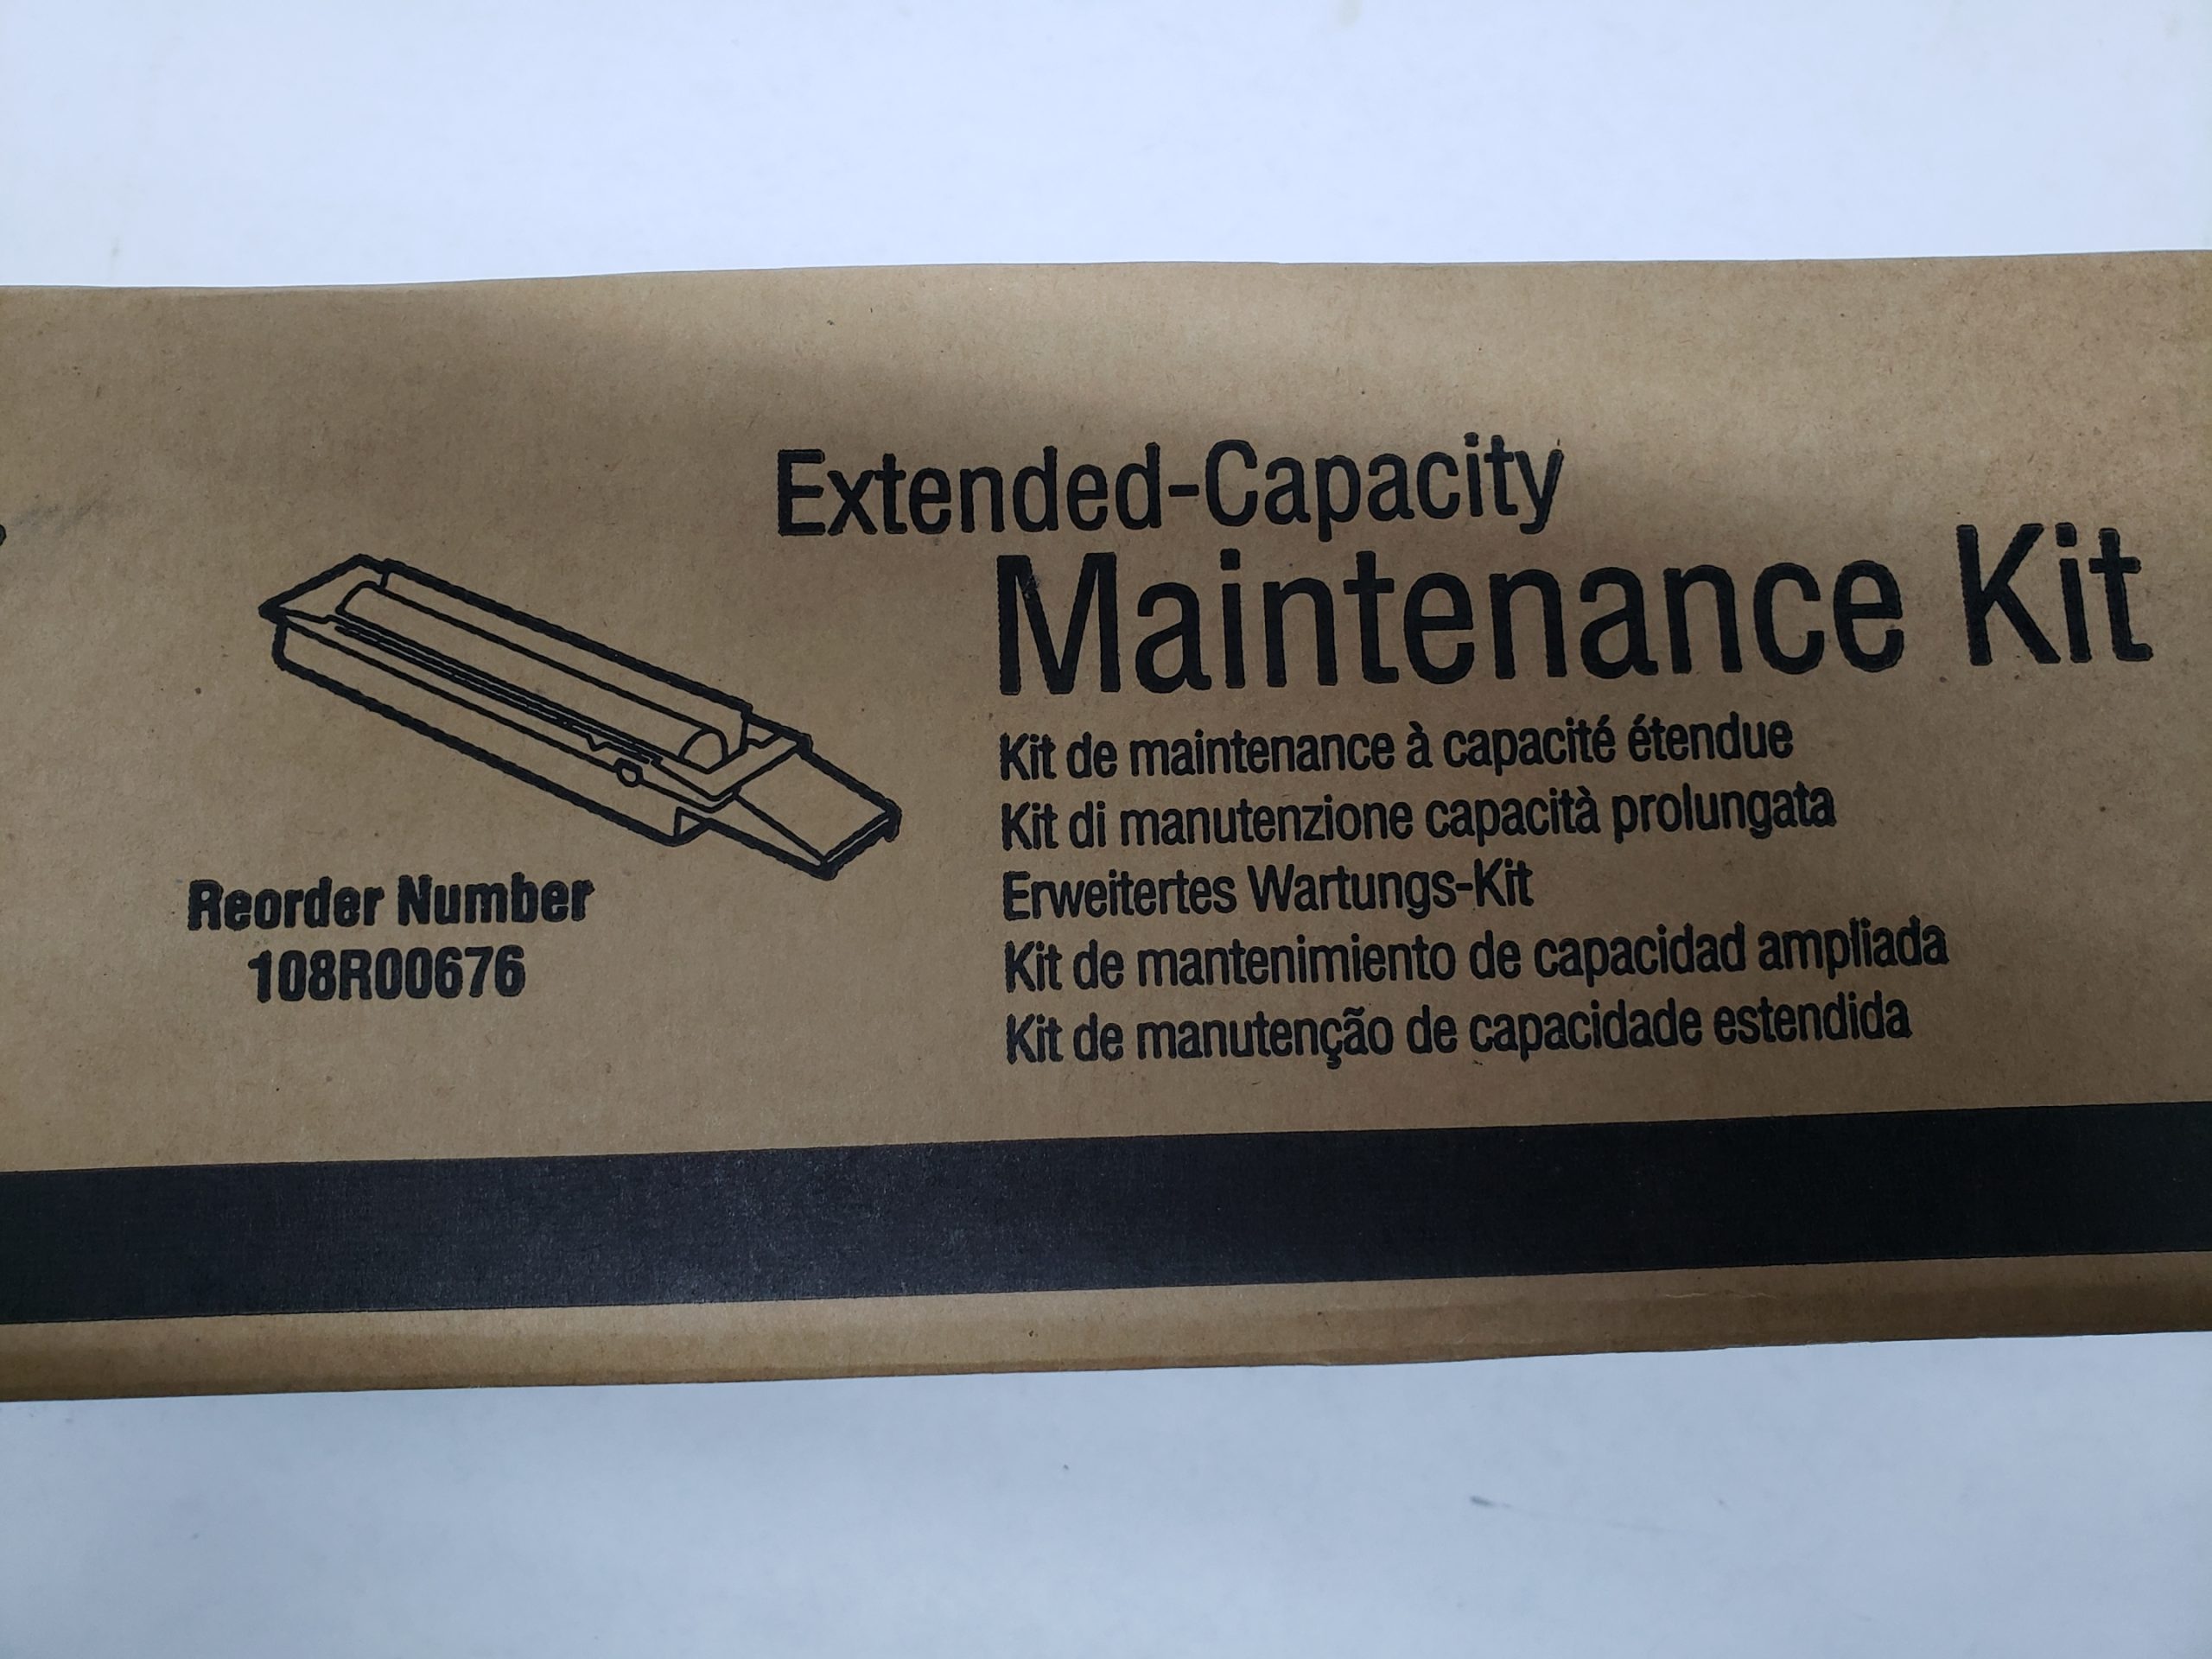 Extended-Capacity
Maintenance Kit
Kit de maintenance à capacité étendue
Kit di manutenzione capacità prolungata
Erweitertes Wartungs-Kit
Kit de mantenimiento de capacidad ampliada
Kit de manutenção de capacidade estendida
Reorder Number
108R00676